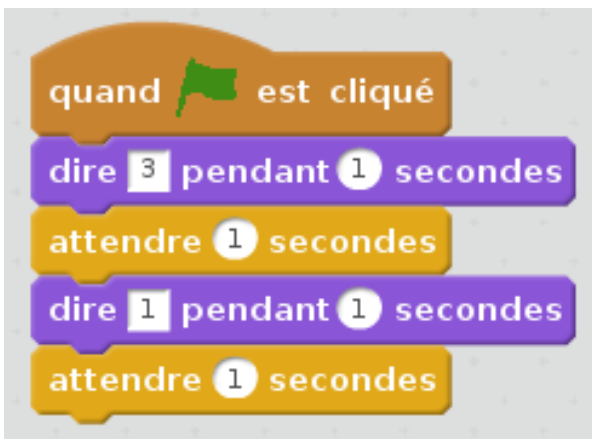 quand est cliqué
dire 3 pendant 1 secondes
attendre 1 secondes
dire 1 pendant 1 secondes
attendre 1 secondes